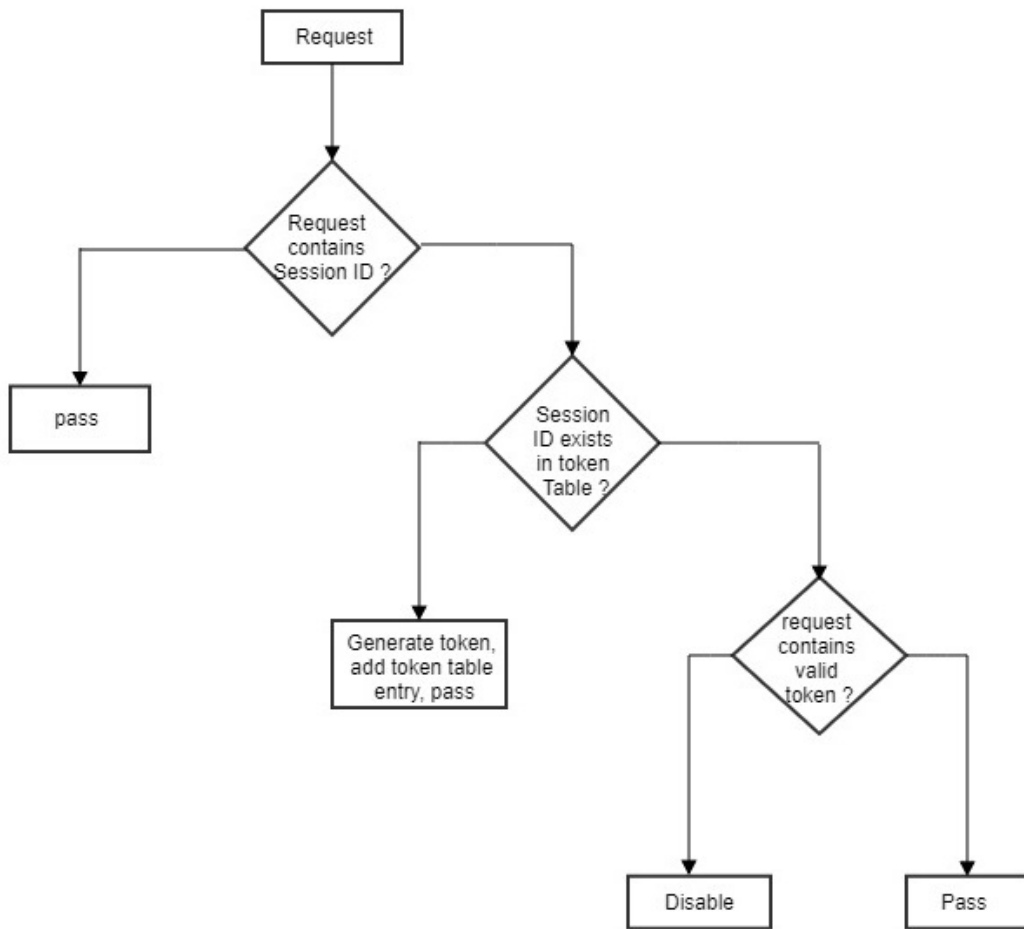 Request
Request
contains
Session ID ?
pass
Session
ID exists
in token
Table ?
Generate token,
add token table
entry, pass
request
contains
valid
token ?
Disable
Pass